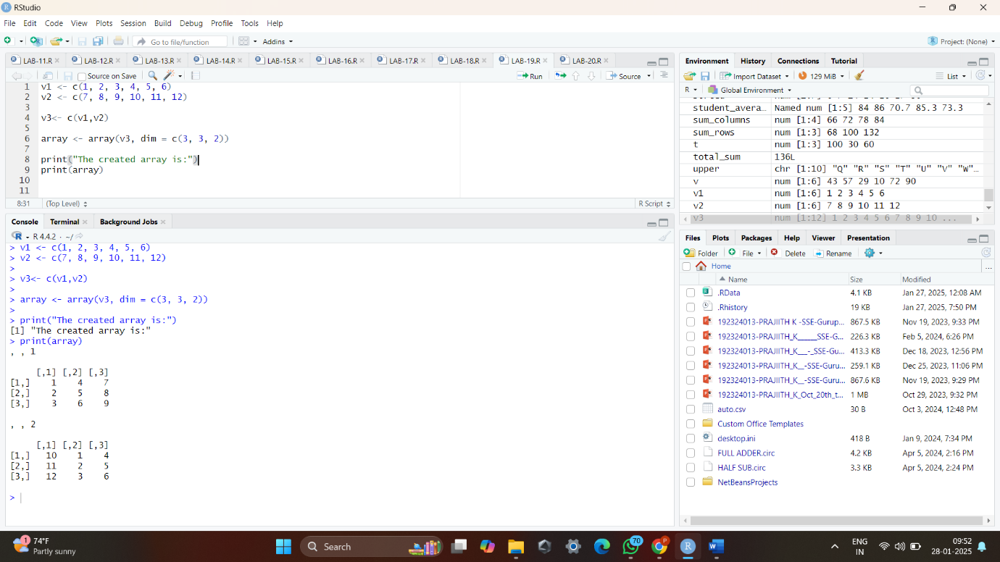 RStudio
File Edit Code View Plots Session Build Debug Profile Tools Help
Go to file/function Addins Project: (None)
LAB-11.R LAB-12.R LAB-13.R LAB-14.R LAB-15.R LAB-16.R LAB-17.R LAB-18.R LAB-19.R LAB-20.R
Source on Save Run Source
1 v1 <- c(1, 2, 3, 4, 5, 6)
2 v2 <- c(7, 8, 9, 10, 11, 12)
3
4 v3<- c(v1,v2)
5
6 array <- array(v3, dim = c(3, 3, 2))
7
8 print("The created array is:")
9 print(array)
10
11
8:31 (Top Level) R Script
Console Terminal Background Jobs
R 4.4.2 · ~/
> v1 <- c(1, 2, 3, 4, 5, 6)
> v2 <- c(7, 8, 9, 10, 11, 12)
>
> v3<- c(v1,v2)
>
> array <- array(v3, dim = c(3, 3, 2))
>
> print("The created array is:")
[1] "The created array is:"
> print(array)
, , 1
[,1] [,2] [,3]
[1,] 1 4 7
[2,] 2 5 8
[3,] 3 6 9
, , 2
[,1] [,2] [,3]
[1,] 10 1 4
[2,] 11 2 5
[3,] 12 3 6
>
Environment History Connections Tutorial
Import Dataset 129 MiB List
R Global Environment
student_avera… Named num [1:5] 84 86 70.7 85.3 73.3
sum_columns num [1:4] 66 72 78 84
sum_rows num [1:3] 68 100 132
t num [1:3] 100 30 60
total_sum 136L
upper chr [1:10] "Q" "R" "S" "T" "U" "V" "W"…
v num [1:6] 43 57 29 10 72 90
v1 num [1:6] 1 2 3 4 5 6
v2 num [1:6] 7 8 9 10 11 12
v3 num [1:12] 1 2 3 4 5 6 7 8 9 10 ...
Files Plots Packages Help Viewer Presentation
Folder File Delete Rename
Home
Name Size Modified
.RData 4.1 KB Jan 27, 2025, 12:08 AM
.Rhistory 19 KB Jan 27, 2025, 7:50 PM
192324013-PRAJIITH K -SSE-Gurup... 867.5 KB Nov 19, 2023, 9:33 PM
192324013-PRAJIITH_K_____SSE-G... 226.3 KB Feb 5, 2024, 6:26 PM
192324013-PRAJIITH_K___-_SSE-Gu... 413.3 KB Dec 18, 2023, 12:56 PM
192324013-PRAJIITH_K__-SSE-Guru... 259.1 KB Dec 25, 2023, 11:06 PM
192324013-PRAJIITH_K__-SSE-Guru... 867.6 KB Nov 19, 2023, 9:29 PM
192324013-PRAJIITH_K_Oct_20th_t... 1 MB Oct 29, 2023, 9:32 PM
auto.csv 30 B Oct 3, 2024, 12:48 PM
Custom Office Templates
desktop.ini 418 B Jan 9, 2024, 7:34 PM
FULL ADDER.circ 4.2 KB Apr 5, 2024, 2:16 PM
HALF SUB.circ 3.3 KB Apr 5, 2024, 2:24 PM
NetBeansProjects
1 74°F
Partly sunny
Search
70
P
ENG
IN
09:52
28-01-2025